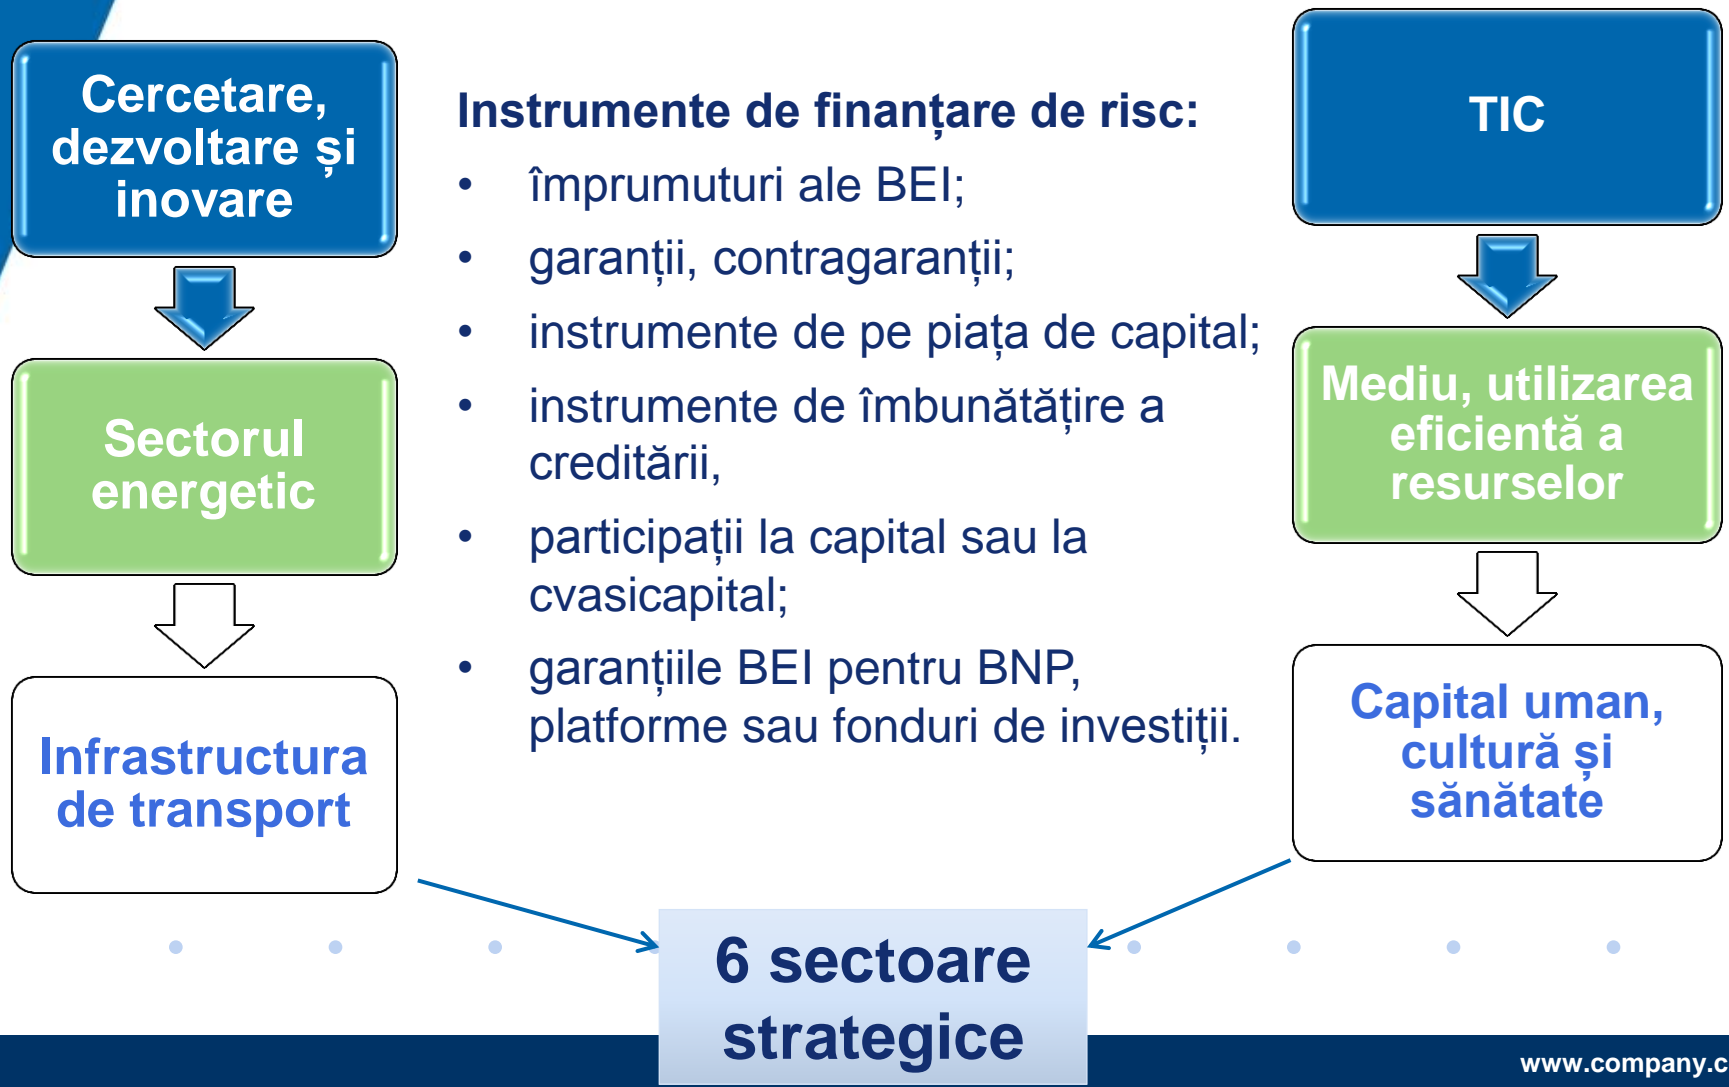 Cercetare,
dezvoltare și
inovare
Sectorul
energetic
Infrastructura
de transport
Instrumente de finanțare de risc:
• împrumuturi ale BEI;
• garanții, contragaranții;
• instrumente de pe piața de capital;
• instrumente de îmbunătățire a
creditării,
• participații la capital sau la
cvasicapital;
• garanțiile BEI pentru BNP,
platforme sau fonduri de investiții.
TIC
Mediu, utilizarea
eficientă a
resurselor
Capital uman,
cultură și
sănătate
6 sectoare
strategice
www.company.c